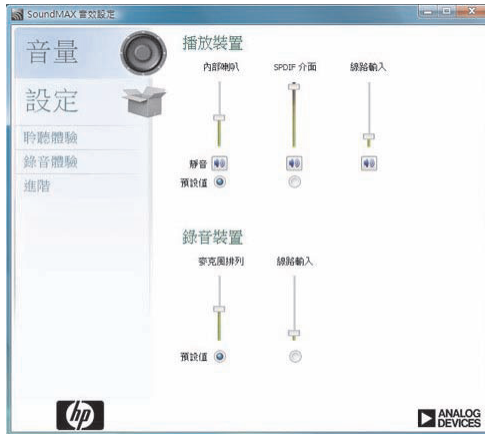 SoundMAX 音效設定
音量
設定
聆聽體驗
錄音體驗
進階
播放裝置
內部喇叭 SPDIF 介面 線路輸入
靜音
預設值
錄音裝置
麥克風排列 線路輸入
預設值
hp
ANALOG
DEVICES